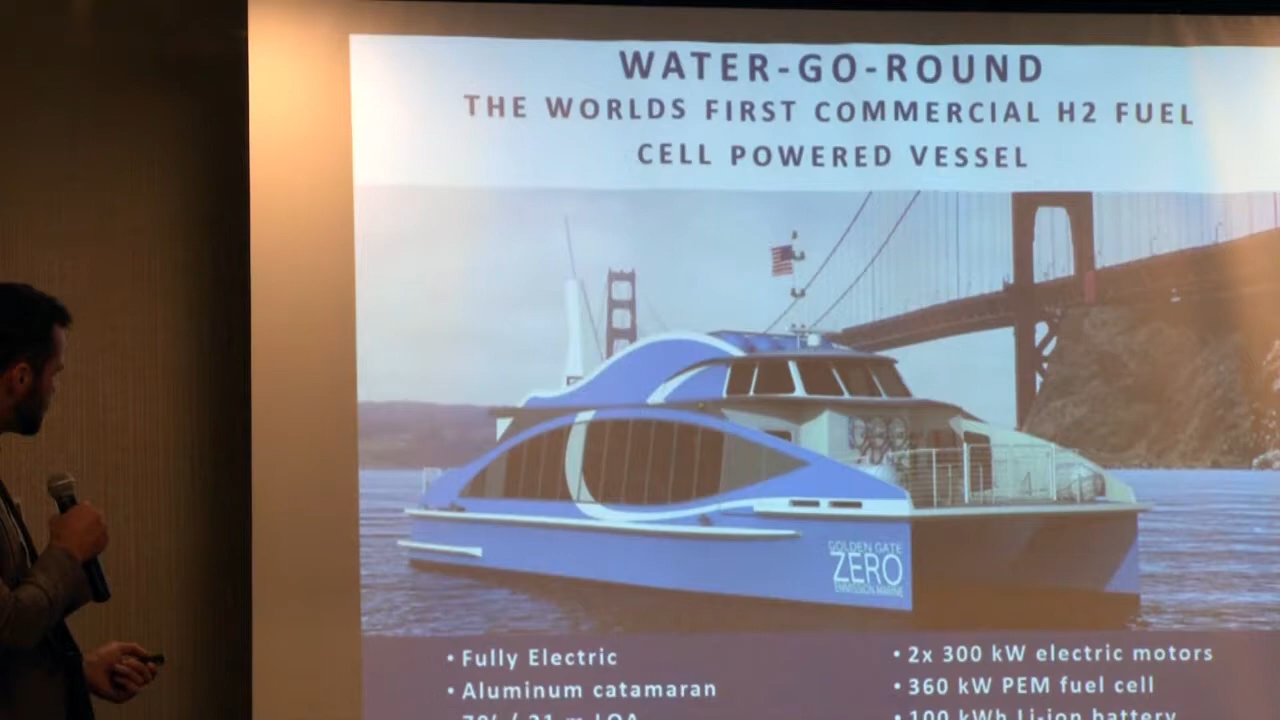 WATER-GO-ROUND
THE WORLDS FIRST COMMERCIAL H2 FUEL
CELL POWERED VESSEL
GOLDEN GATE
ZERO
EMISSION MARINE
• Fully Electric
• Aluminum catamaran
• 2x 300 kW electric motors
• 360 kW PEM fuel cell
• 100 kWh Li-ion battery